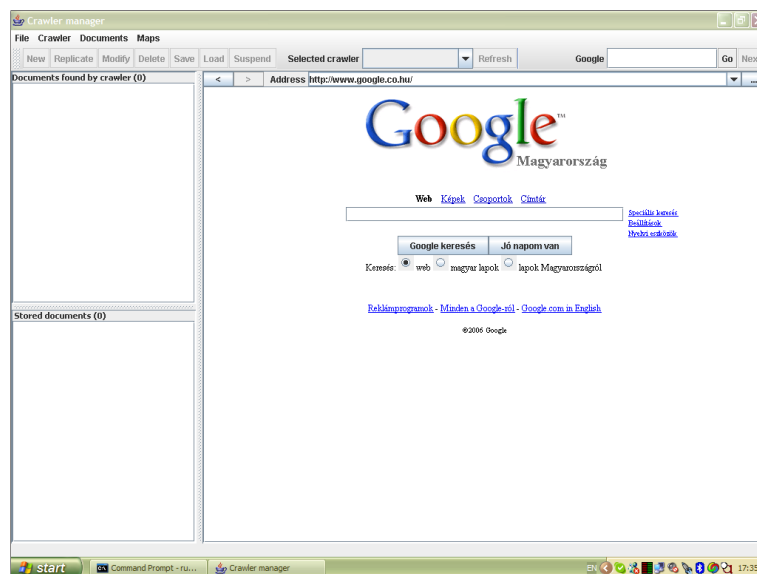 Crawler manager
File Crawler Documents Maps
New Replicate Modify Delete Save Load Suspend Selected crawler Refresh Google Go Nex
Documents found by crawler (0)
< > Address http://www.google.co.hu/ ...
Google™
Magyarország
Web Képek Csoportok Címtár
Speciális keresés
Beállítások
Nyelvi eszközök
Google keresés Jó napom van
Keresés: web magyar lapok lapok Magyarországról
Reklámprogramok - Minden a Google-ról - Google.com in English
©2006 Google
Stored documents (0)
start Command Prompt - ru... Crawler manager EN 17:35